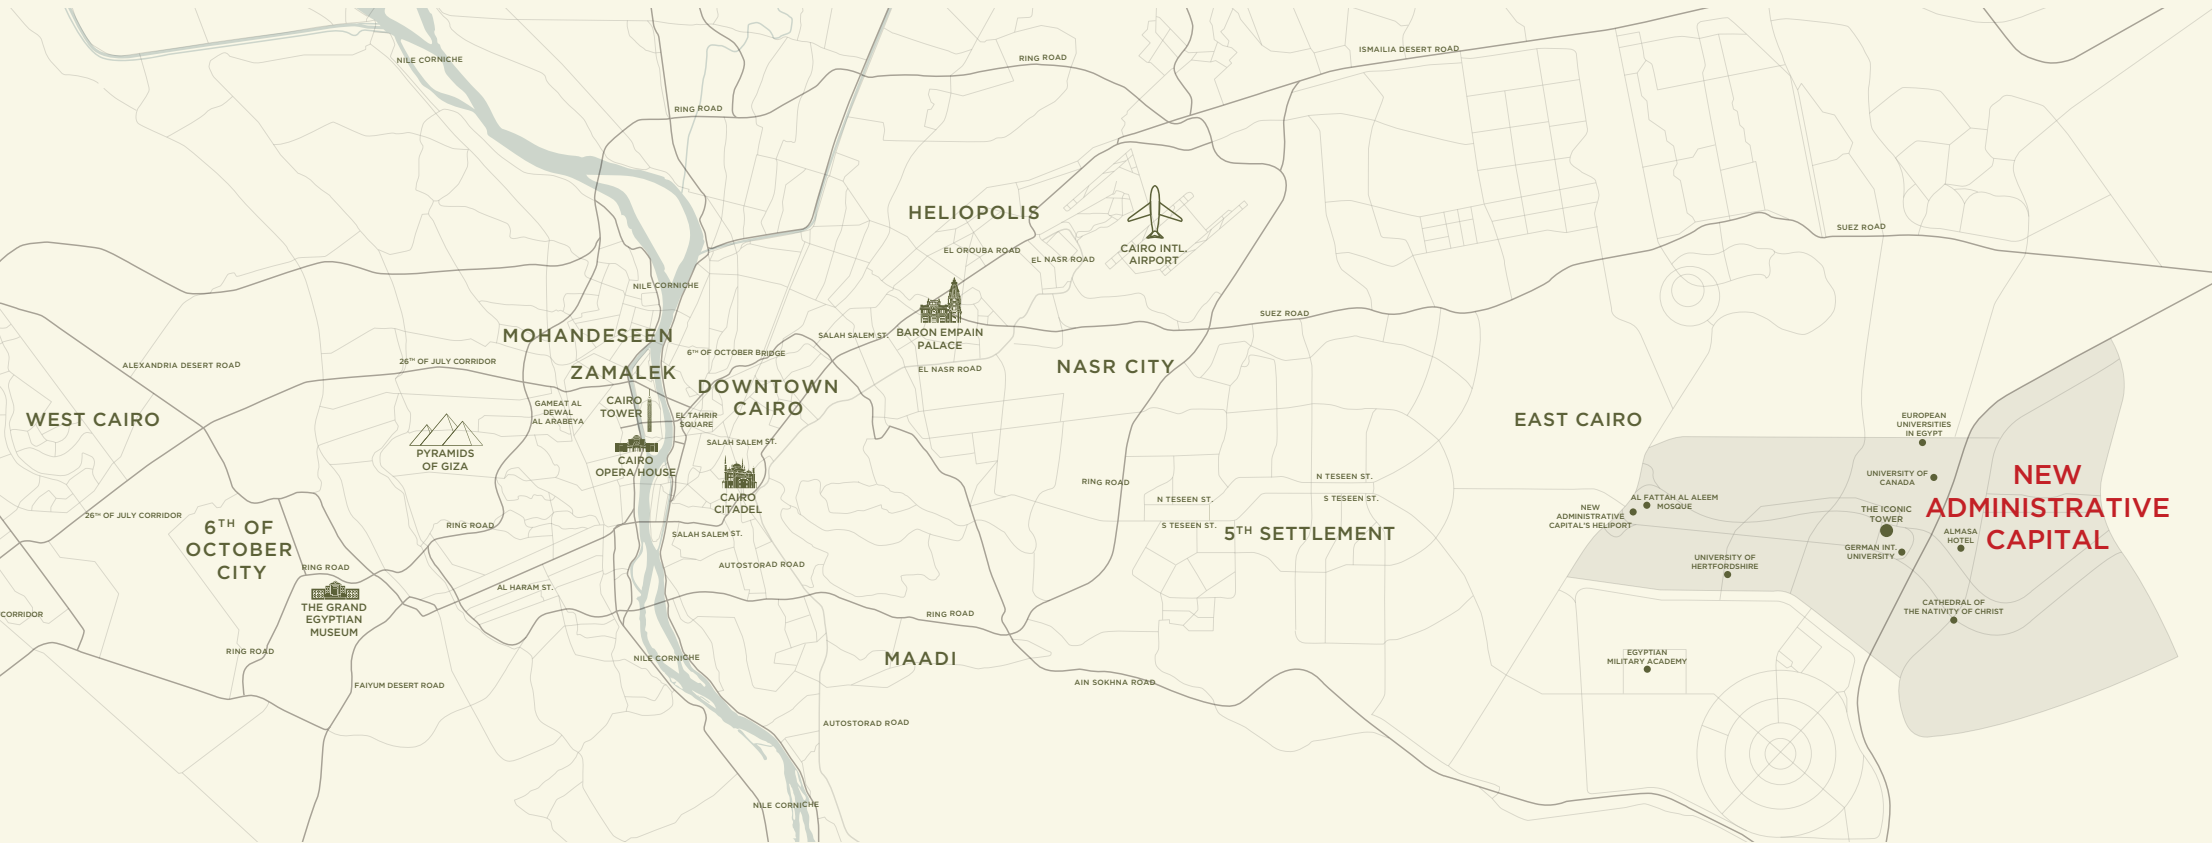 NILE CORNICHE
RING ROAD
RING ROAD
ISMAILIA DESERT ROAD
HELIOPOLIS
EL OROUBA ROAD
EL NASR ROAD
CAIRO INTL.
AIRPORT
SUEZ ROAD
NILE CORNICHE
SUEZ ROAD
MOHANDESEEN
SALAH SALEM ST.
BARON EMPAIN
PALACE
6TH OF OCTOBER BRIDGE
ALEXANDRIA DESERT ROAD
26TH OF JULY CORRIDOR
ZAMALEK
EL NASR ROAD
NASR CITY
DOWNTOWN
CAIRO
WEST CAIRO
GAMEAT AL
DEWAL
AL ARABEYA
CAIRO
TOWER
EL TAHRIR
SQUARE
EAST CAIRO
EUROPEAN
UNIVERSITIES
IN EGYPT
PYRAMIDS
OF GIZA
CAIRO
OPERA HOUSE
SALAH SALEM ST.
CAIRO
CITADEL
RING ROAD
N TESEEN ST.
S TESEEN ST.
N TESEEN ST.
S TESEEN ST.
5TH SETTLEMENT
UNIVERSITY OF
CANADA
NEW
ADMINISTRATIVE
CAPITAL
AL FATTAH AL ALEEM
MOSQUE
NEW
ADMINISTRATIVE
CAPITAL'S HELIPORT
THE ICONIC
TOWER
ALMASA
HOTEL
GERMAN INT.
UNIVERSITY
UNIVERSITY OF
HERTFORDSHIRE
26TH OF JULY CORRIDOR
6TH OF
OCTOBER
CITY
RING ROAD
SALAH SALEM ST.
AUTOSTORAD ROAD
RING ROAD
AL HARAM ST.
THE GRAND
EGYPTIAN
MUSEUM
CORRIDOR
RING ROAD
CATHEDRAL OF
THE NATIVITY OF CHRIST
RING ROAD
NILE CORNICHE
MAADI
EGYPTIAN
MILITARY ACADEMY
FAIYUM DESERT ROAD
AIN SOKHNA ROAD
AUTOSTORAD ROAD
NILE CORNICHE